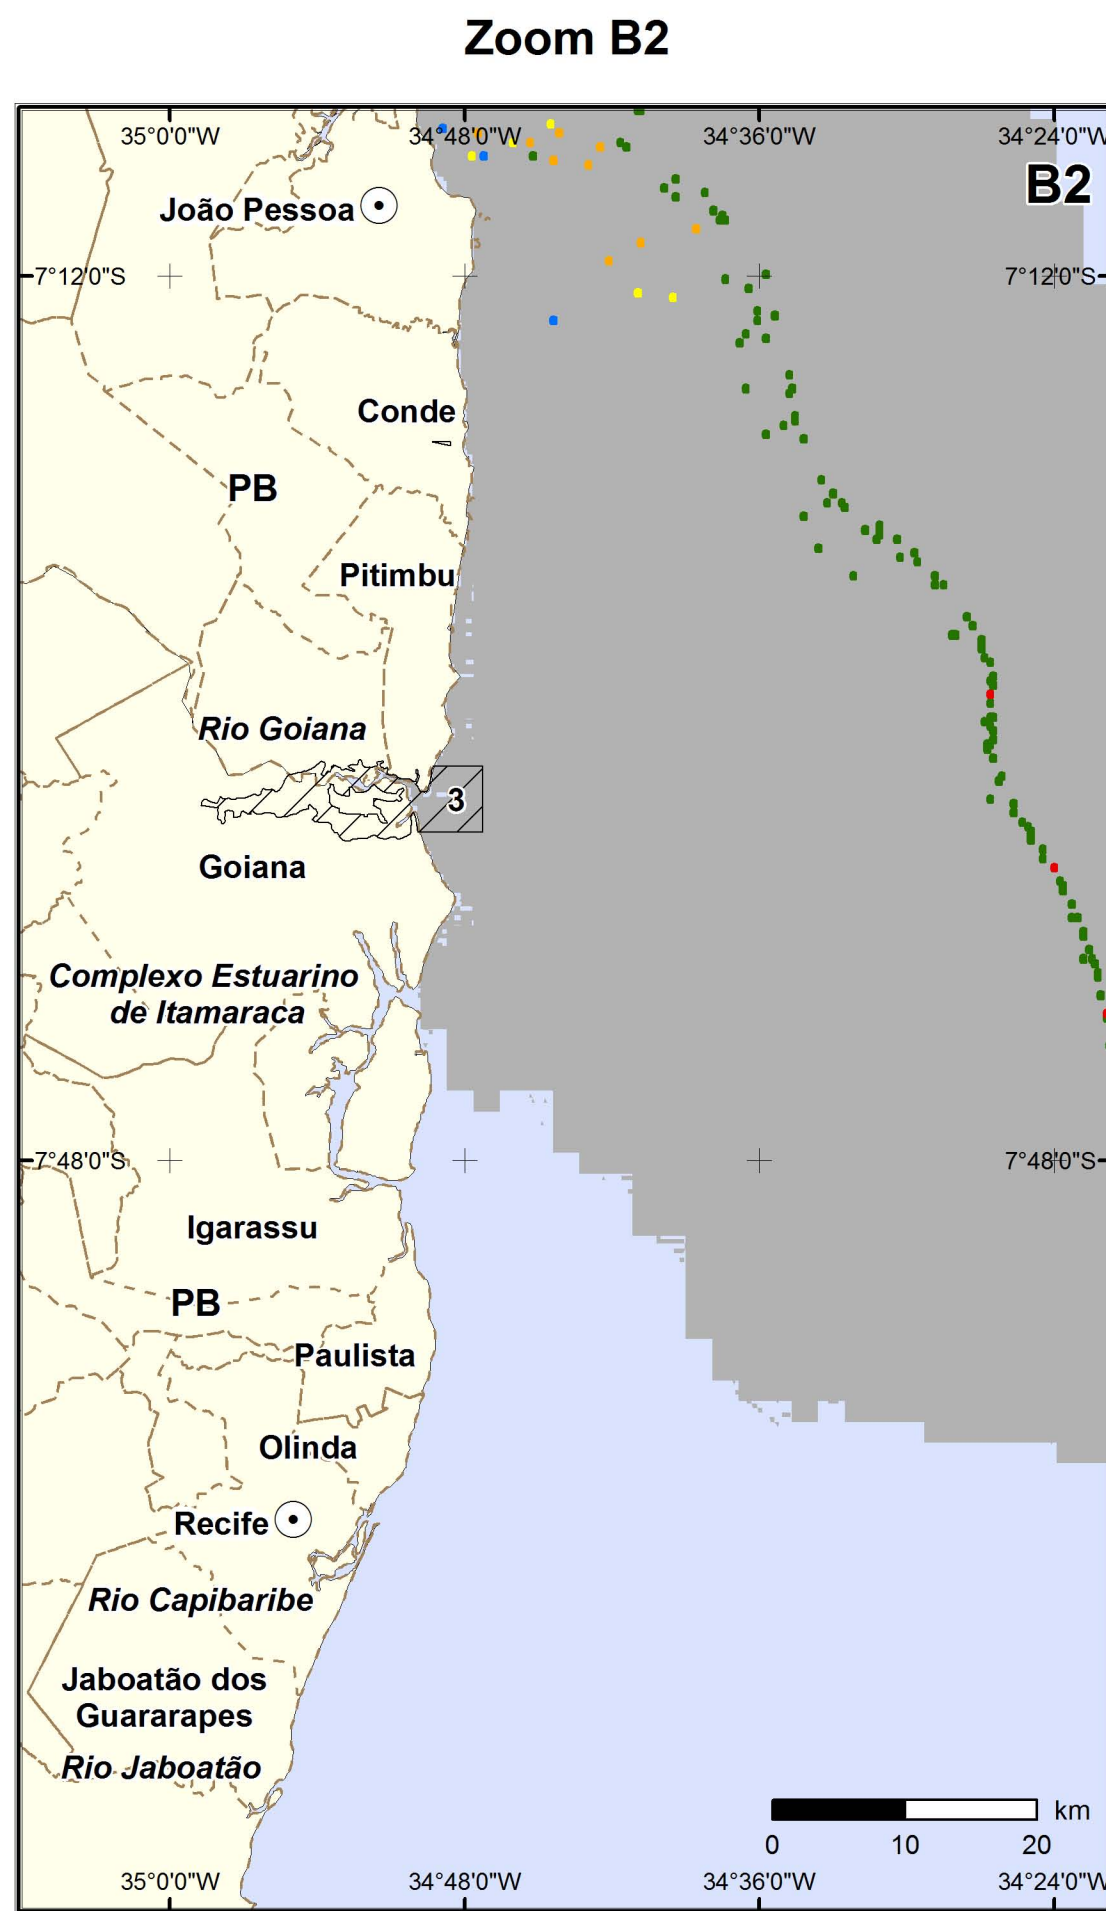 Zoom B2
35°0'0"W
34°48'0"W
34°36'0"W
34°24'0"W
B2
João Pessoa
7°12'0"S
7°12'0"S
Conde
PB
Pitimbu
Rio Goiana
3
Goiana
Complexo Estuarino
de Itamaraca
7°48'0"S
7°48'0"S
Igarassu
PB
Paulista
Olinda
Recife
Rio Capibaribe
Jaboatão dos
Guararapes
Rio Jaboatão
km
0 10 20
35°0'0"W
34°48'0"W
34°36'0"W
34°24'0"W